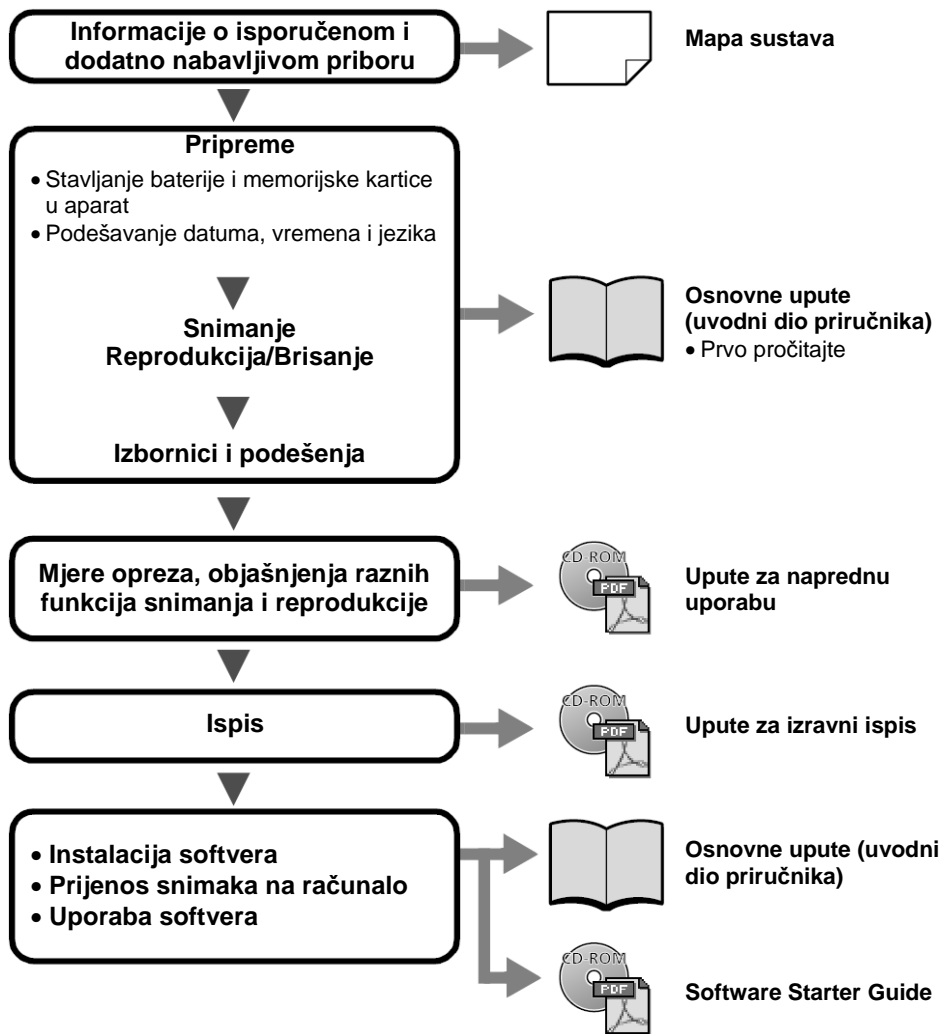 Informacije o isporučenom i
dodatno nabavljivom priboru
Mapa sustava
Pripreme
• Stavljanje baterije i memorijske kartice
u aparat
• Podešavanje datuma, vremena i jezika
Snimanje
Reprodukcija/Brisanje
Izbornici i podešenja
Osnovne upute
(uvodni dio priručnika)
• Prvo pročitajte
Mjere opreza, objašnjenja raznih
funkcija snimanja i reprodukcije
CD-ROM
PDF
Upute za naprednu
uporabu
Ispis
CD-ROM
PDF
Upute za izravni ispis
• Instalacija softvera
• Prijenos snimaka na računalo
• Uporaba softvera
Osnovne upute (uvodni
dio priručnika)
CD-ROM
PDF
Software Starter Guide